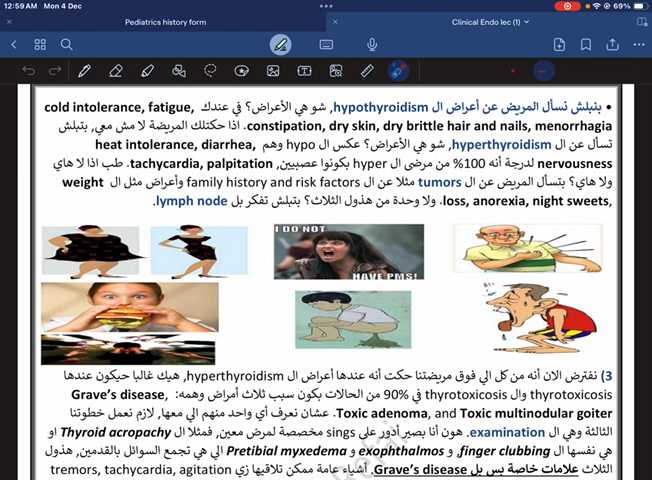 12:59 AM Mon 4 Dec
69%
Pediatrics history form
Clinical Endo lec (1)
• بنبلش نسأل المريض عن أعراض ال hypothyroidism, شو هي الأعراض؟ في عندك cold intolerance, fatigue,
constipation, dry skin, dry brittle hair and nails, menorrhagia. اذا حكتلك المريضة لا مش معي, بتبلش
تسأل عن ال hyperthyroidism, شو هي الأعراض؟ عكس ال hypo وهم heat intolerance, diarrhea,
tachycardia, palpitation, nervousness لدرجة أنه 100% من مرضى ال hyper بكونوا عصبيين. طب اذا لا هاي
ولا هاي؟ بتسأل المريض عن ال tumors مثلا عن ال family history and risk factors وأعراض مثل ال weight
loss, anorexia, night sweets. ولا وحدة من هذول الثلاث؟ بتبلش تفكر بل lymph node.
I DO NOT
HAVE PMS!
3) نفترض الان أنه من كل الي فوق مريضتنا حكت أنه عندها أعراض ال hyperthyroidism, هيك غالبا حيكون عندها
thyrotoxicosis وال thyrotoxicosis في 90% من الحالات بكون سبب ثلاث أمراض وهمه: Grave's disease,
Toxic adenoma, and Toxic multinodular goiter. عشان نعرف أي واحد منهم الي معها, لازم نعمل خطوتنا
الثالثة وهي ال examination. هون أنا بصير أدور على sings مخصصة لمرض معين, فمثلا ال Thyroid acropachy او
هي نفسها ال finger clubbing, و exophthalmos و Pretibial myxedema الي هي تجمع السوائل بالقدمين, هذول
الثلاث علامات خاصة بس بل Grave's disease. أشياء عامة ممكن تلاقيها زي tremors, tachycardia, agitation